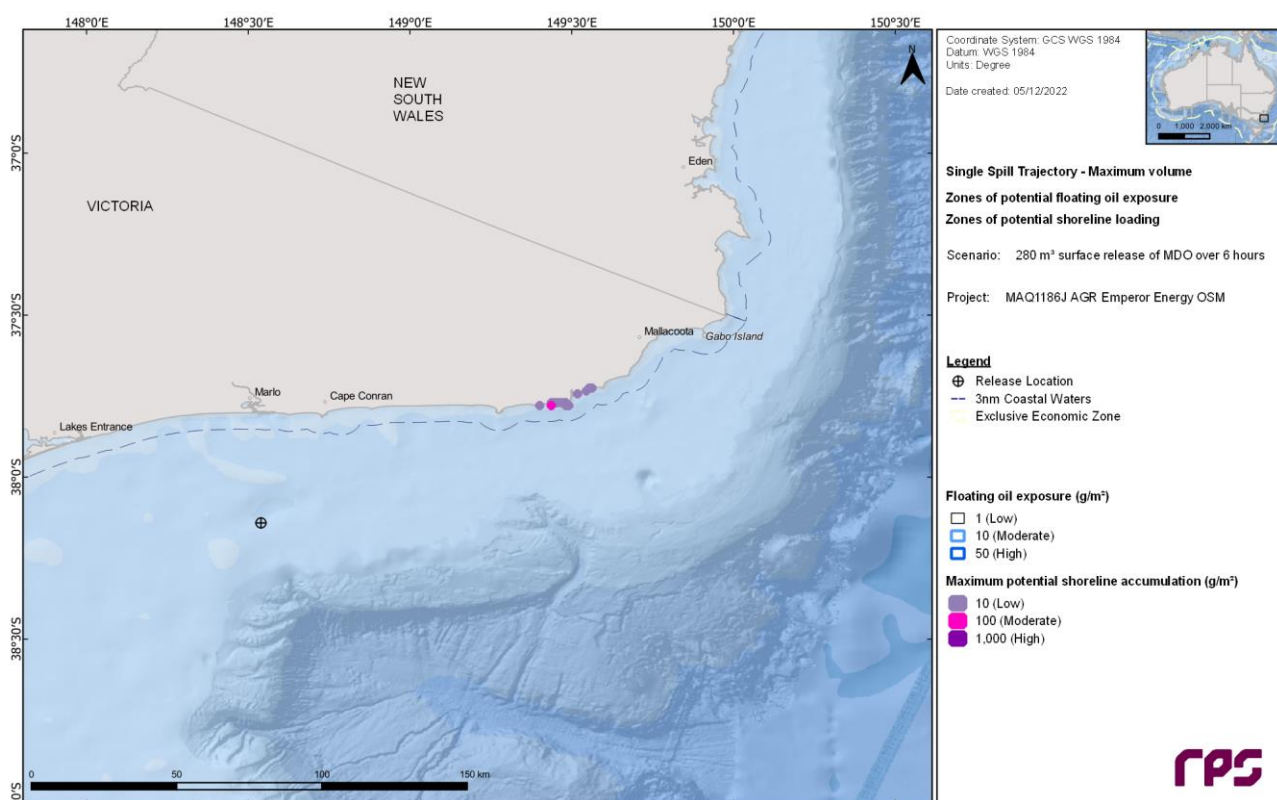 148°0'E 148°30'E 149°0'E 149°30'E 150°0'E 150°30'E
37°0'S
37°30'S
38°0'S
38°30'S
N
NEW
SOUTH
WALES
VICTORIA
Eden
Mallacoota
Gabo Island
Marlo
Cape Conran
Lakes Entrance
0 50 100 150 km
Coordinate System: GCS WGS 1984
Datum: WGS 1984
Units: Degree
Date created: 05/12/2022
0 1,000 2,000 km
Single Spill Trajectory - Maximum volume
Zones of potential floating oil exposure
Zones of potential shoreline loading
Scenario: 280 m³ surface release of MDO over 6 hours
Project: MAQ1186J AGR Emperor Energy OSM
Legend
Release Location
3nm Coastal Waters
Exclusive Economic Zone
Floating oil exposure (g/m²)
1 (Low)
10 (Moderate)
50 (High)
Maximum potential shoreline accumulation (g/m²)
10 (Low)
100 (Moderate)
1,000 (High)
rps